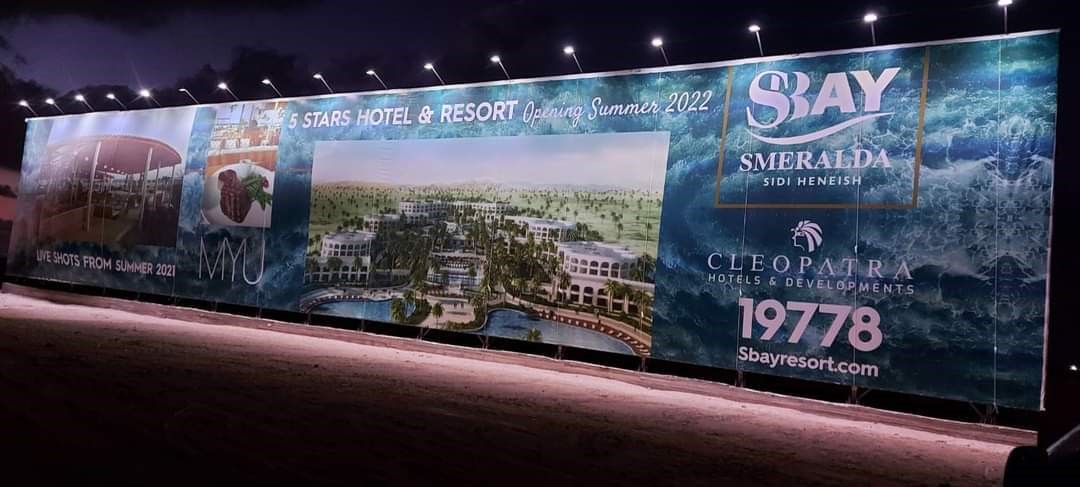 LIVE SHOTS FROM SUMMER 2021
MYU
5 STARS HOTEL & RESORT Opening Summer 2022
SBAY
SMERALDA
SIDI HENEISH
CLEOPATRA
HOTELS & DEVELOPMENTS
19778
Sbayresort.com